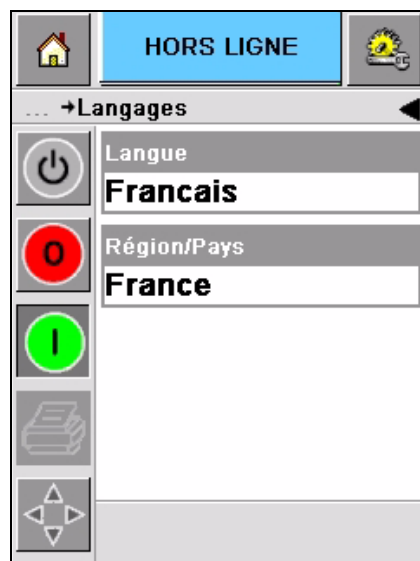 HORS LIGNE
... →Langages
Langue
Francais
Région/Pays
France
O
I